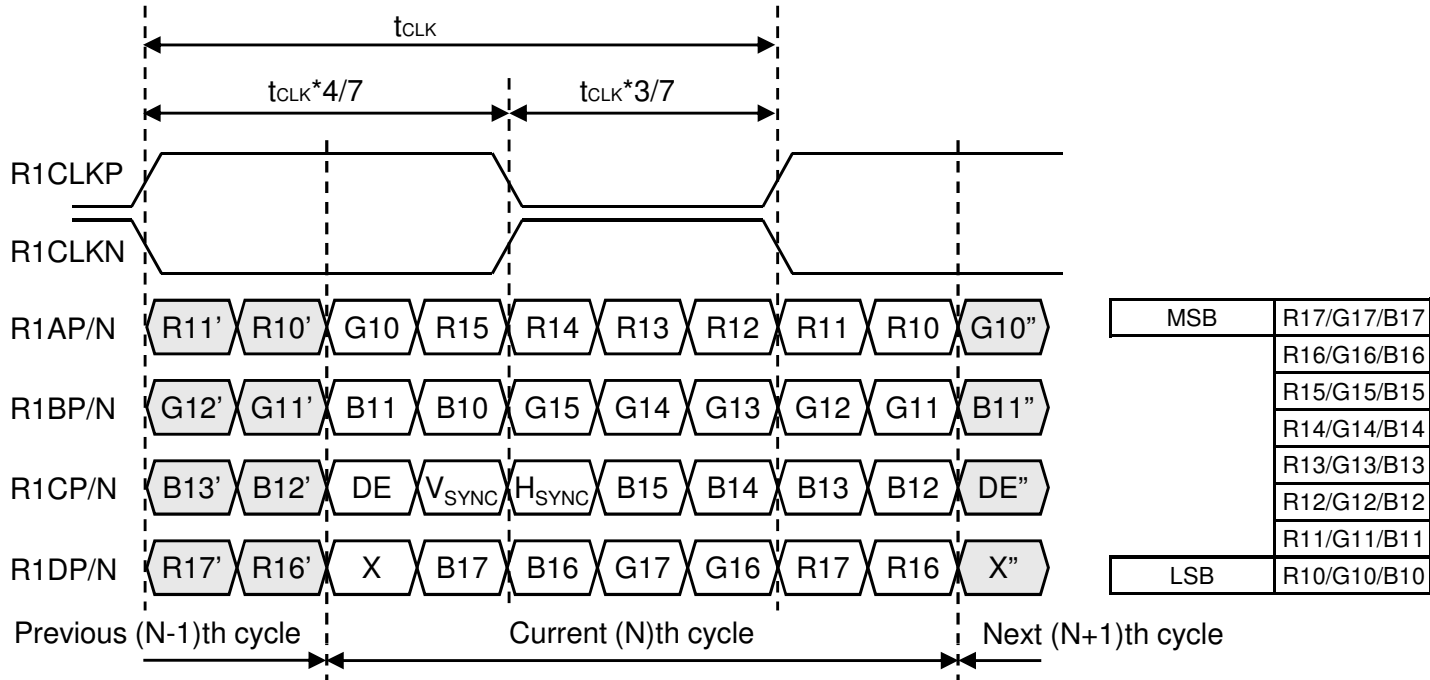 tCLK
tCLK*4/7 tCLK*3/7
R1CLKP
R1CLKN
R1AP/N R11’ R10’ G10 R15 R14 R13 R12 R11 R10 G10”
R1BP/N G12’ G11’ B11 B10 G15 G14 G13 G12 G11 B11”
R1CP/N B13’ B12’ DE VSYNC HSYNC B15 B14 B13 B12 DE”
R1DP/N R17’ R16’ X B17 B16 G17 G16 R17 R16 X”
Previous (N-1)th cycle Current (N)th cycle Next (N+1)th cycle
MSB R17/G17/B17
R16/G16/B16
R15/G15/B15
R14/G14/B14
R13/G13/B13
R12/G12/B12
R11/G11/B11
LSB R10/G10/B10